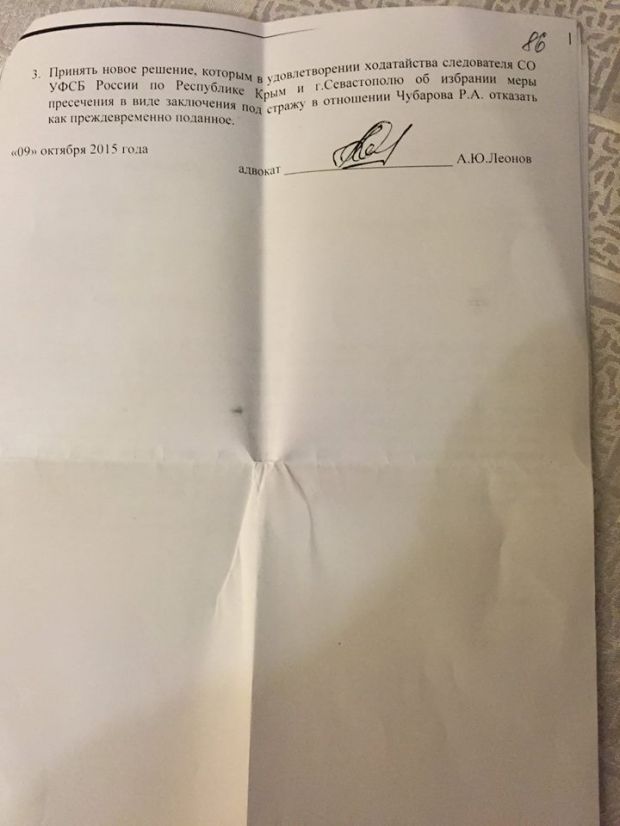 86
3. Принять новое решение, которым в удовлетворении ходатайства следователя СО
УФСБ России по Республике Крым и г.Севастополю об избрании меры
пресечения в виде заключения под стражу в отношении Чубарова Р.А. отказать
как преждевременно поданное.
«09» октября 2015 года
адвокат ____________________ А.Ю.Леонов